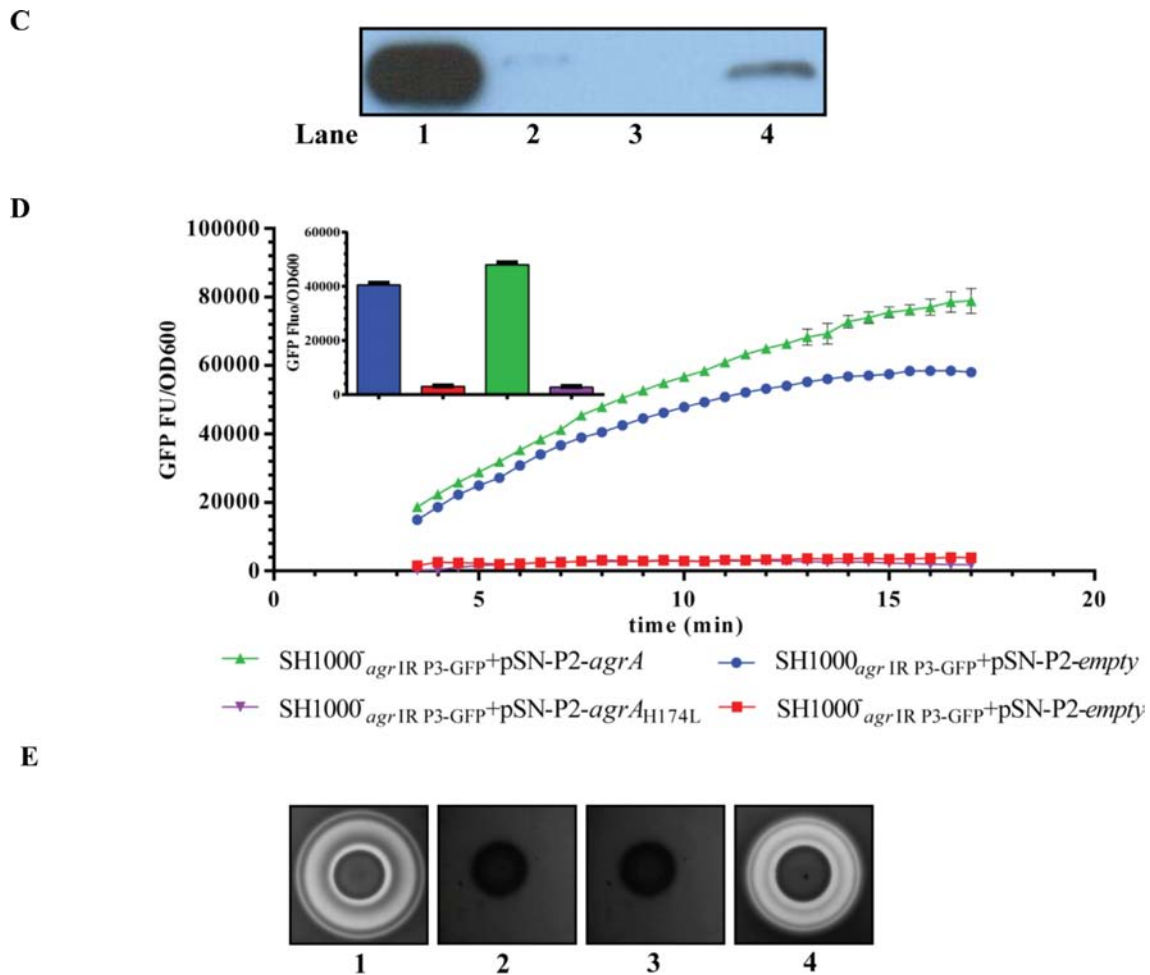 C
Lane 1 2 3 4
D
100000
80000
60000
40000
20000
0
GFP FU/OD600
60000
40000
20000
0
GFP Fluo/OD600
0 5 10 15 20
time (min)
SH1000⁻agr IR P3-GFP+pSN-P2-agrA SH1000agr IR P3-GFP+pSN-P2-empty
SH1000⁻agr IR P3-GFP+pSN-P2-agrAH174L SH1000⁻agr IR P3-GFP+pSN-P2-empty
E
1 2 3 4